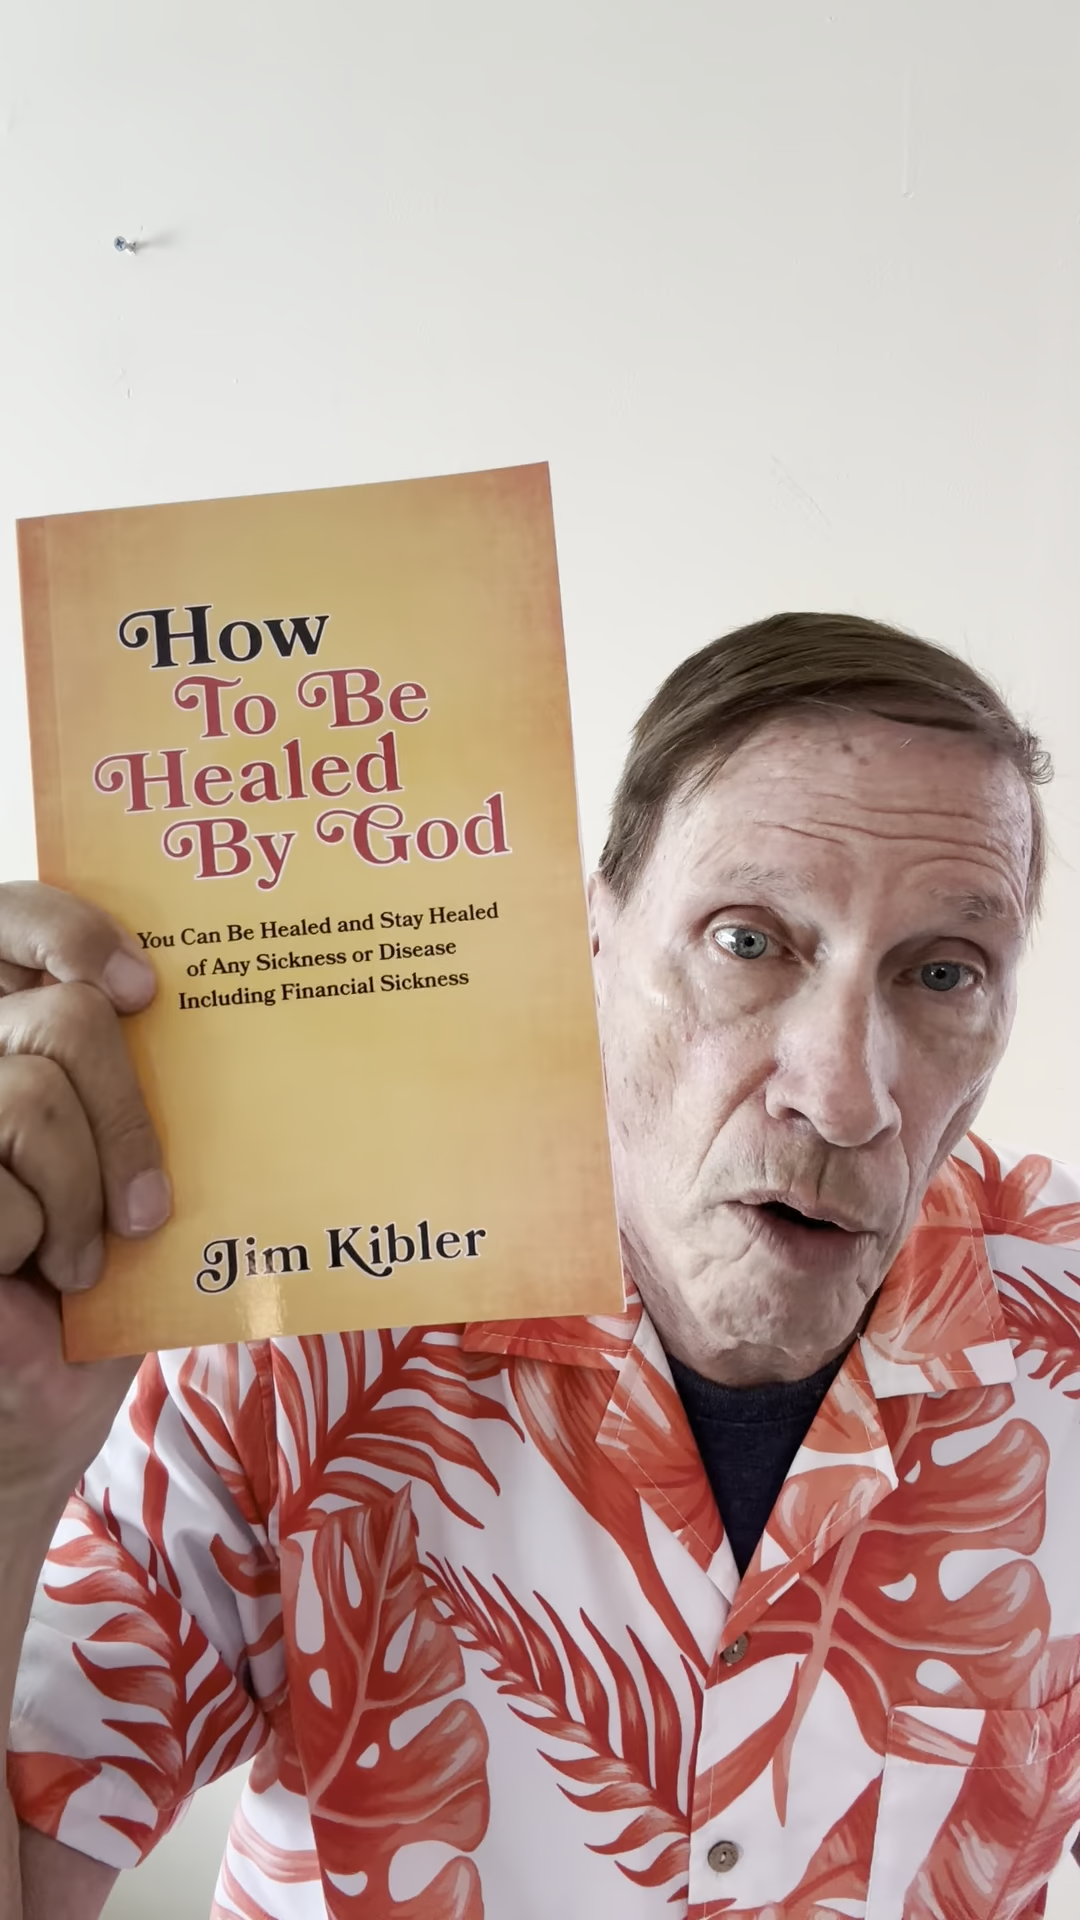 How
To Be
Healed
By God
You Can Be Healed and Stay Healed
of Any Sickness or Disease
Including Financial Sickness
Jim Kibler